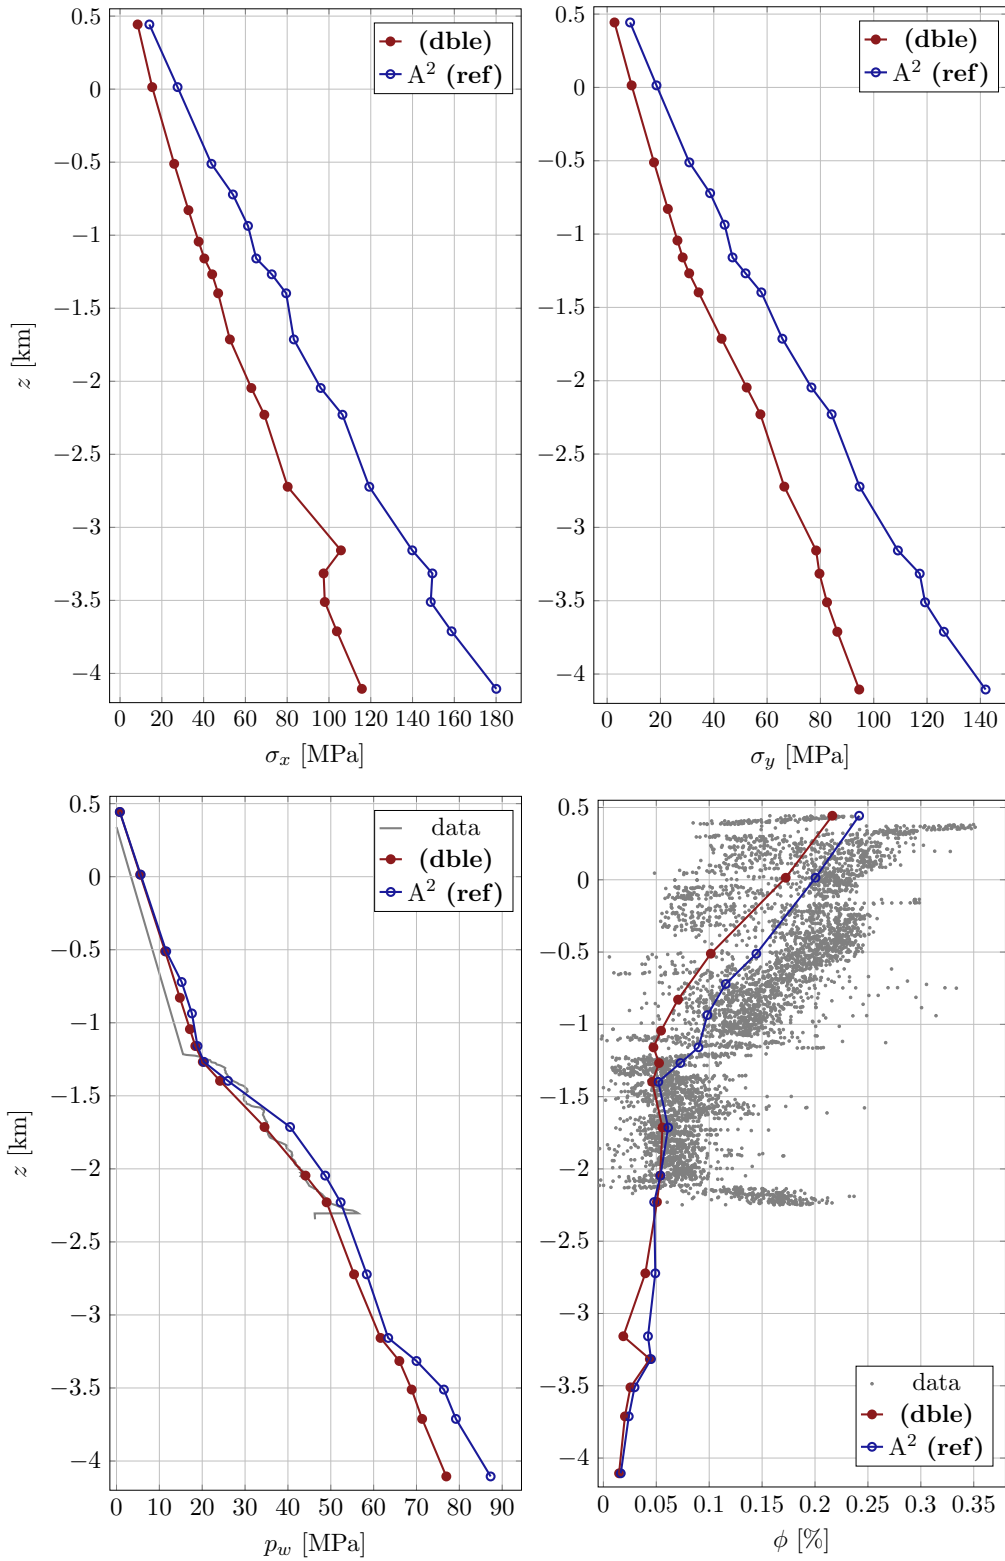 0.5
0
−0.5
−1
−1.5
−2
−2.5
−3
−3.5
−4
z [km]
0 20 40 60 80 100 120 140 160 180
σx [MPa]
(dble)
A² (ref)
0.5
0
−0.5
−1
−1.5
−2
−2.5
−3
−3.5
−4
0 20 40 60 80 100 120 140
σy [MPa]
(dble)
A² (ref)
0.5
0
−0.5
−1
−1.5
−2
−2.5
−3
−3.5
−4
z [km]
0 10 20 30 40 50 60 70 80 90
pw [MPa]
data
(dble)
A² (ref)
0.5
0
−0.5
−1
−1.5
−2
−2.5
−3
−3.5
−4
0 0.05 0.1 0.15 0.2 0.25 0.3 0.35
ϕ [%]
data
(dble)
A² (ref)